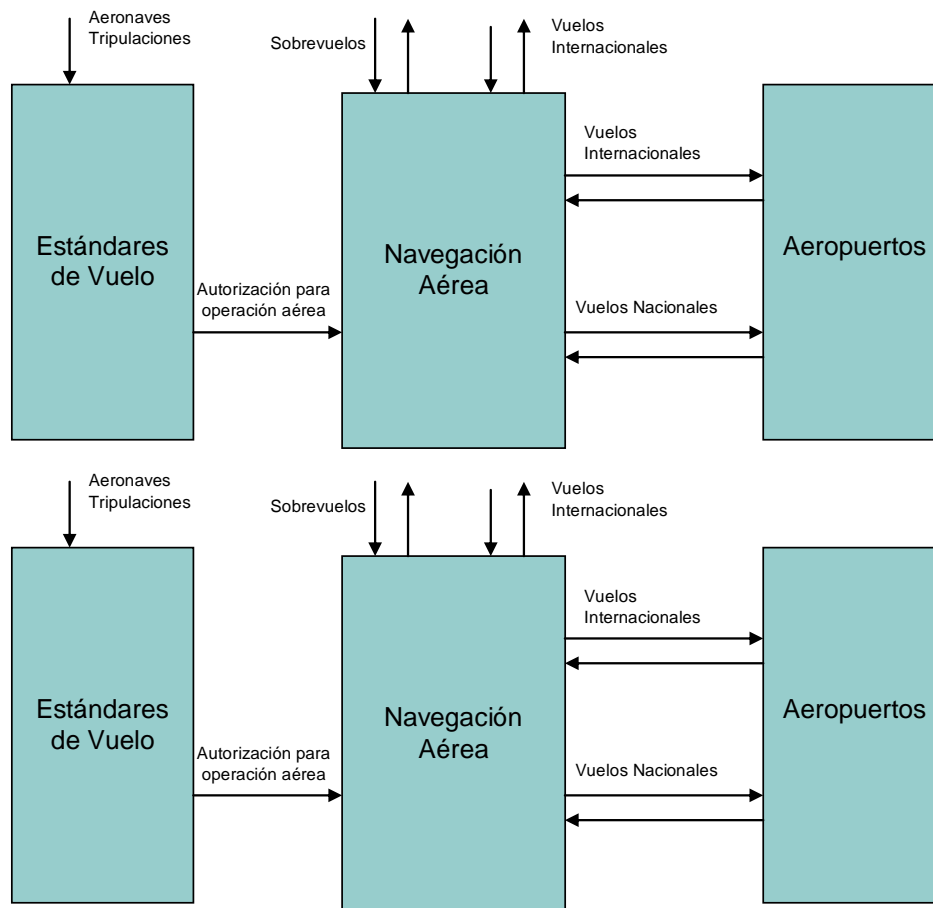 Aeronaves
Tripulaciones
Sobrevuelos
Vuelos
Internacionales
Vuelos
Internacionales
Estándares
de Vuelo
Navegación
Aérea
Aeropuertos
Autorización para
operación aérea
Vuelos Nacionales
Aeronaves
Tripulaciones
Sobrevuelos
Vuelos
Internacionales
Vuelos
Internacionales
Estándares
de Vuelo
Navegación
Aérea
Aeropuertos
Autorización para
operación aérea
Vuelos Nacionales